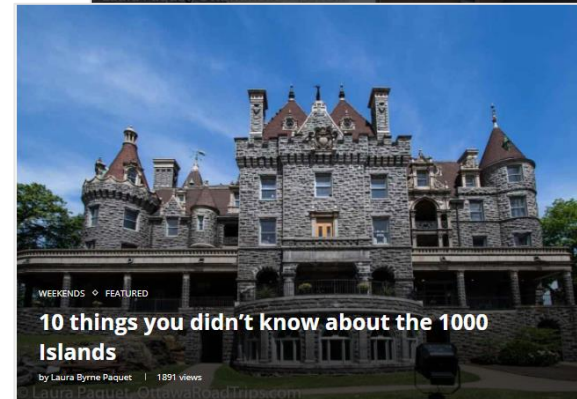 WEEKENDS ◇ FEATURED
10 things you didn't know about the 1000
Islands
by Laura Byrne Paquet | 1891 views
© Laura Paquet, OttawaRoadTrips.com